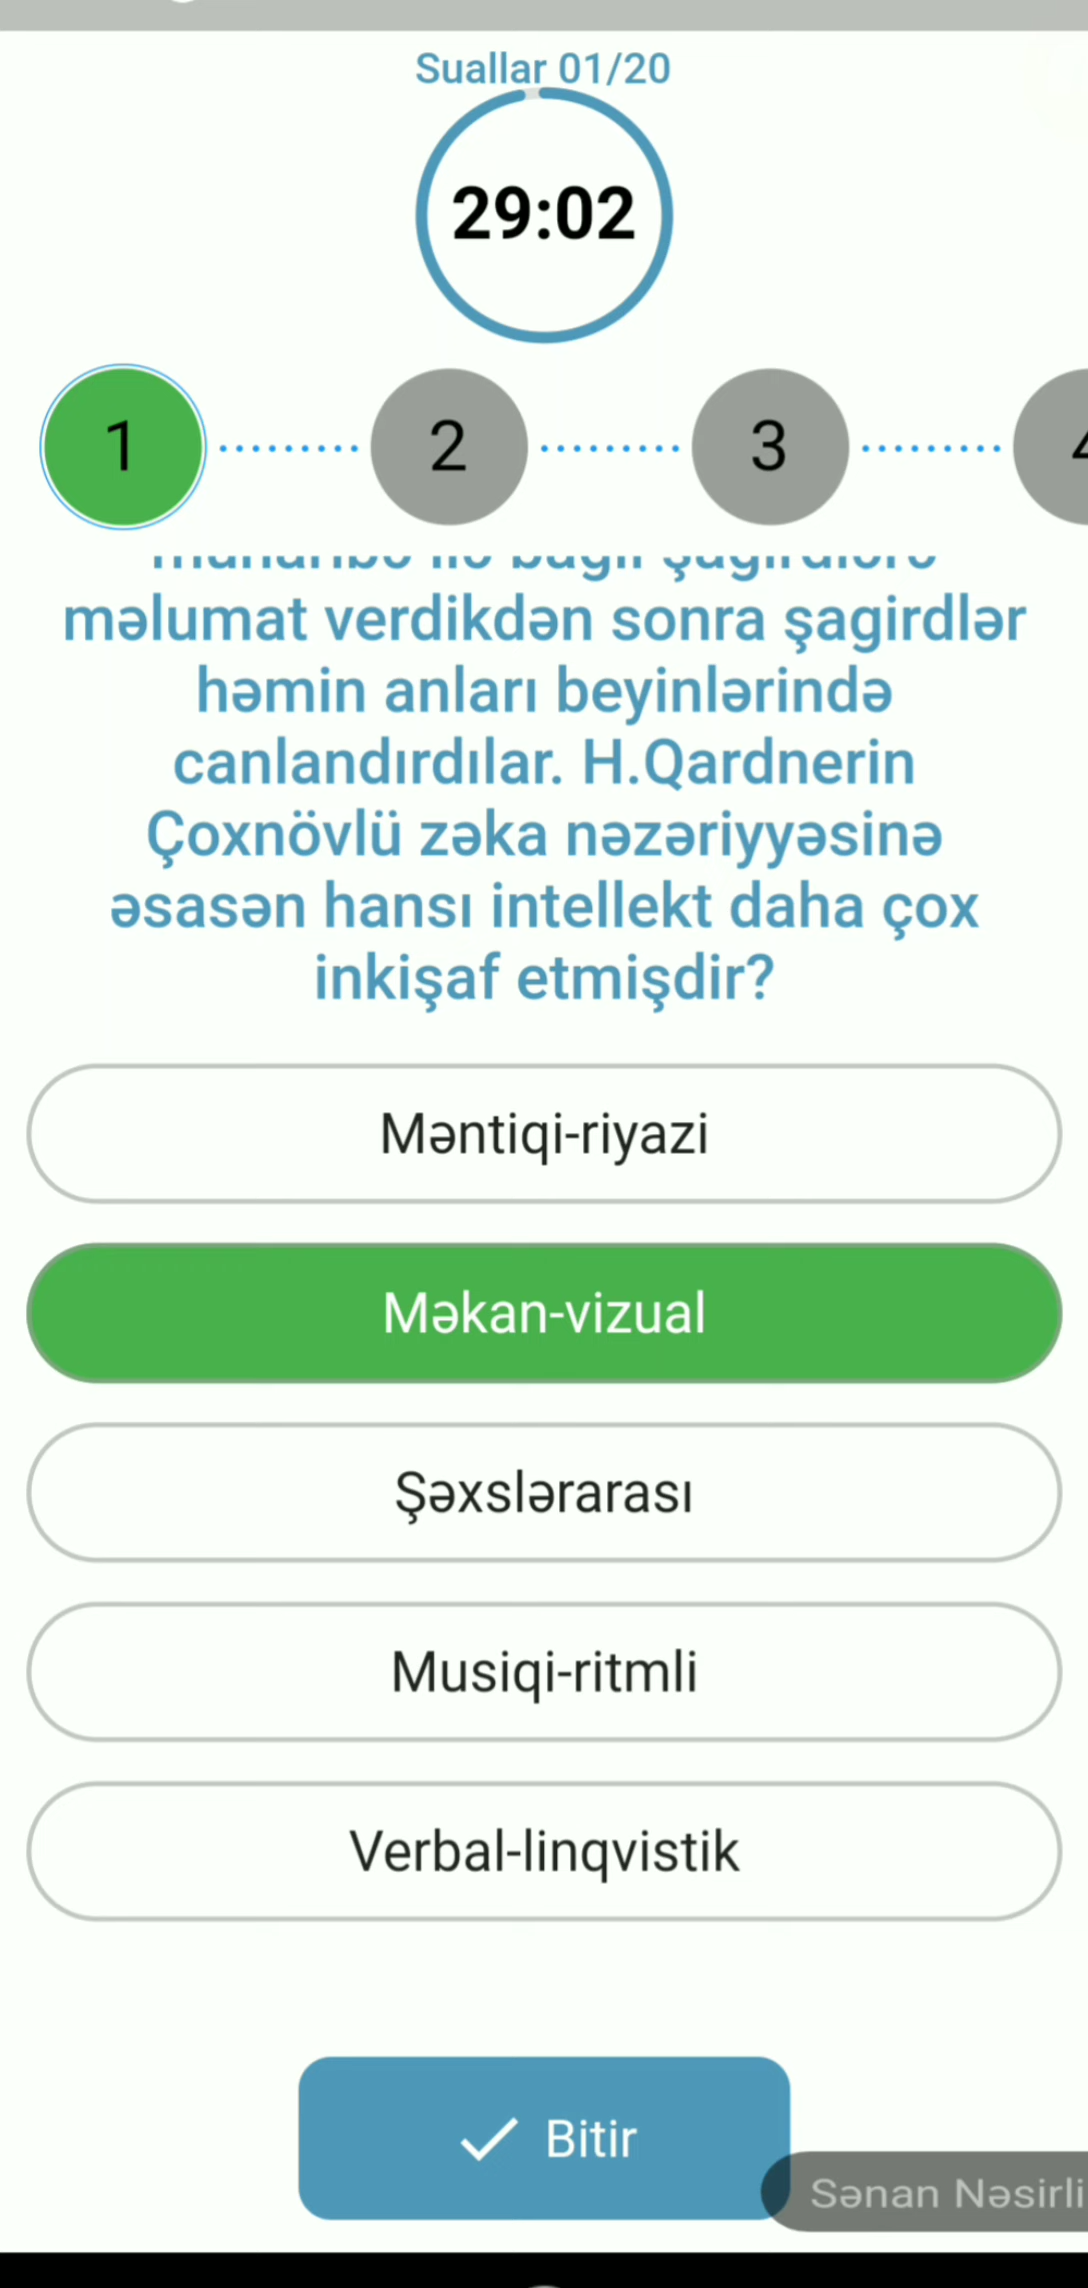 Suallar 01/20
29:02
1
2
3
məlumat verdikdən sonra şagirdlər
həmin anları beyinlərində
canlandırdılar. H.Qardnerin
Çoxnövlü zəka nəzəriyyəsinə
əsasən hansı intellekt daha çox
inkişaf etmişdir?
Məntiqi-riyazi
Məkan-vizual
Şəxslərarası
Musiqi-ritmli
Verbal-linqvistik
Bitir
Sənan Nəsirli